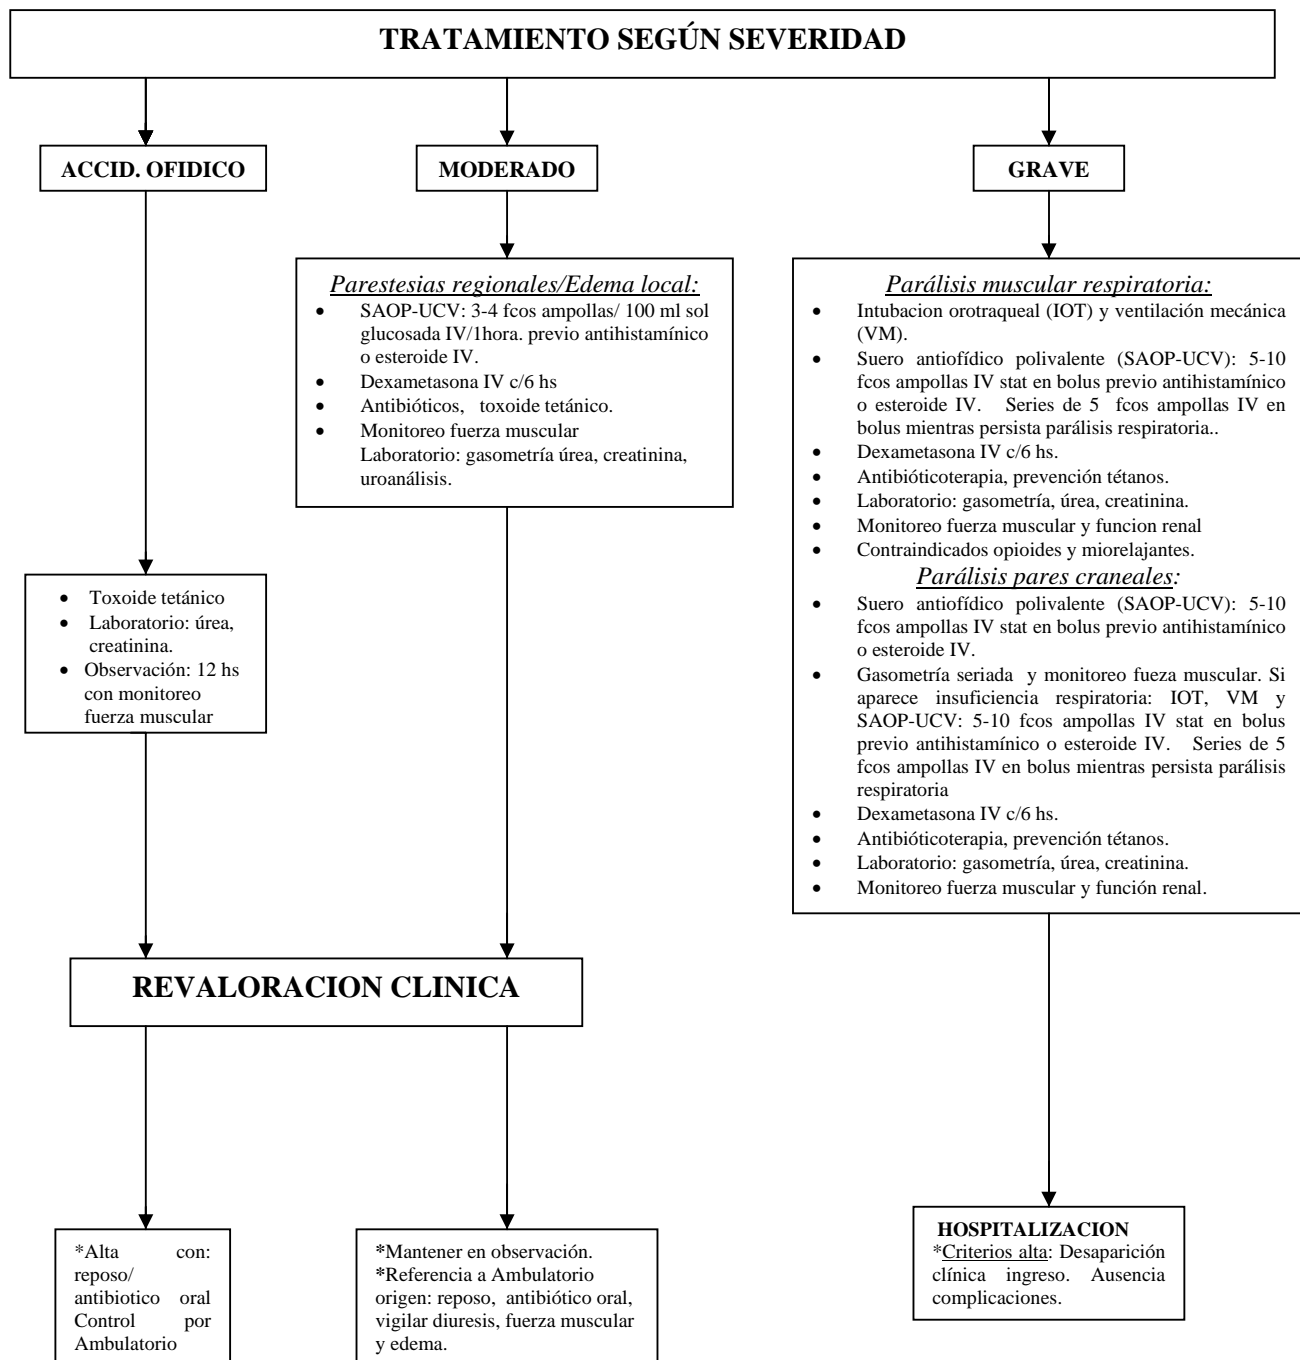 TRATAMIENTO SEGÚN SEVERIDAD
ACCID. OFIDICO
MODERADO
GRAVE
Parestesias regionales/Edema local:
• SAOP-UCV: 3-4 fcos ampollas/ 100 ml sol
glucosada IV/1hora. previo antihistamínico
o esteroide IV.
• Dexametasona IV c/6 hs
• Antibióticos, toxoide tetánico.
• Monitoreo fuerza muscular
Laboratorio: gasometría úrea, creatinina,
uroanálisis.
Parálisis muscular respiratoria:
• Intubacion orotraqueal (IOT) y ventilación mecánica
(VM).
• Suero antiofídico polivalente (SAOP-UCV): 5-10
fcos ampollas IV stat en bolus previo antihistamínico
o esteroide IV. Series de 5 fcos ampollas IV en
bolus mientras persista parálisis respiratoria..
• Dexametasona IV c/6 hs.
• Antibióticoterapia, prevención tétanos.
• Laboratorio: gasometría, úrea, creatinina.
• Monitoreo fuerza muscular y funcion renal
• Contraindicados opioides y miorelajantes.
Parálisis pares craneales:
• Suero antiofídico polivalente (SAOP-UCV): 5-10
fcos ampollas IV stat en bolus previo antihistamínico
o esteroide IV.
• Gasometría seriada y monitoreo fueza muscular. Si
aparece insuficiencia respiratoria: IOT, VM y
SAOP-UCV: 5-10 fcos ampollas IV stat en bolus
previo antihistamínico o esteroide IV. Series de 5
fcos ampollas IV en bolus mientras persista parálisis
respiratoria
• Dexametasona IV c/6 hs.
• Antibióticoterapia, prevención tétanos.
• Laboratorio: gasometría, úrea, creatinina.
• Monitoreo fuerza muscular y función renal.
• Toxoide tetánico
• Laboratorio: úrea,
creatinina.
• Observación: 12 hs
con monitoreo
fuerza muscular
REVALORACION CLINICA
*Alta con:
reposo/
antibiotico oral
Control por
Ambulatorio
*Mantener en observación.
*Referencia a Ambulatorio
origen: reposo, antibiótico oral,
vigilar diuresis, fuerza muscular
y edema.
HOSPITALIZACION
*Criterios alta: Desaparición
clínica ingreso. Ausencia
complicaciones.